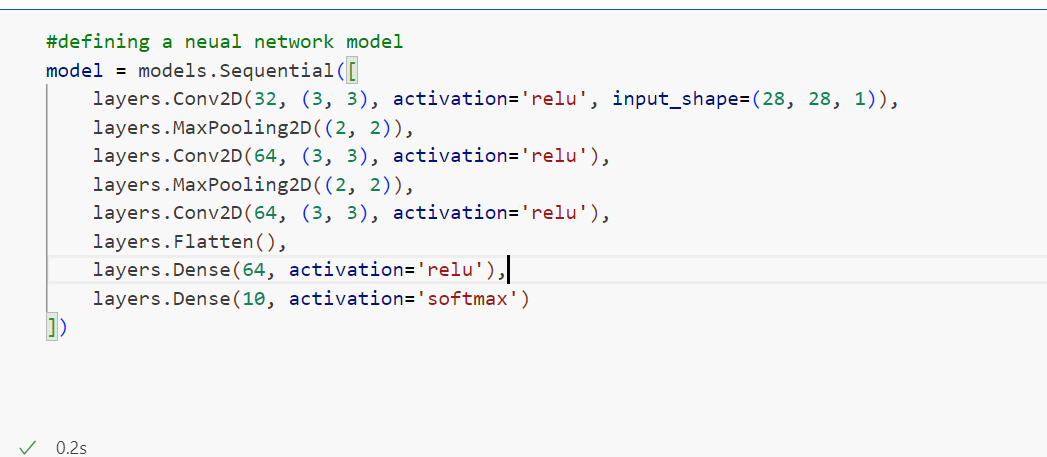 #defining a neual network model
model = models.Sequential([
    layers.Conv2D(32, (3, 3), activation='relu', input_shape=(28, 28, 1)),
    layers.MaxPooling2D((2, 2)),
    layers.Conv2D(64, (3, 3), activation='relu'),
    layers.MaxPooling2D((2, 2)),
    layers.Conv2D(64, (3, 3), activation='relu'),
    layers.Flatten(),
    layers.Dense(64, activation='relu'),
    layers.Dense(10, activation='softmax')
])
0.2s